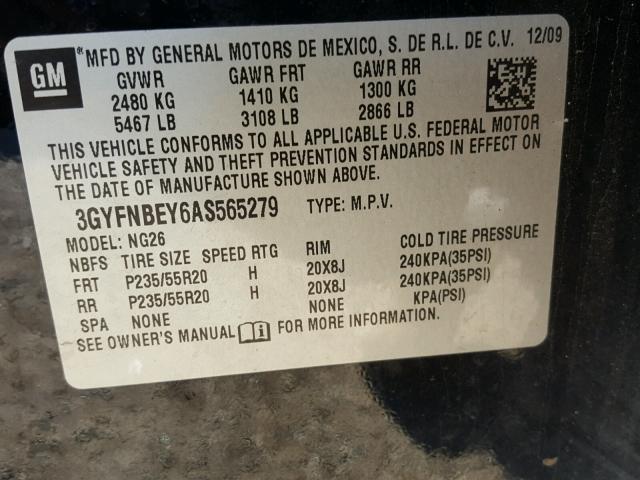 GM ® MFD BY GENERAL MOTORS DE MEXICO, S. DE R.L. DE C.V. 12/09
GVWR GAWR FRT GAWR RR
2480 KG 1410 KG 1300 KG
5467 LB 3108 LB 2866 LB
THIS VEHICLE CONFORMS TO ALL APPLICABLE U.S. FEDERAL MOTOR
VEHICLE SAFETY AND THEFT PREVENTION STANDARDS IN EFFECT ON
THE DATE OF MANUFACTURE SHOWN ABOVE.
3GYFNBEY6AS565279 TYPE: M.P.V.
MODEL: NG26
NBFS TIRE SIZE SPEED RTG RIM COLD TIRE PRESSURE
FRT P235/55R20 H 20X8J 240KPA(35PSI)
RR P235/55R20 H 20X8J 240KPA(35PSI)
SPA NONE NONE KPA(PSI)
SEE OWNER'S MANUAL FOR MORE INFORMATION.